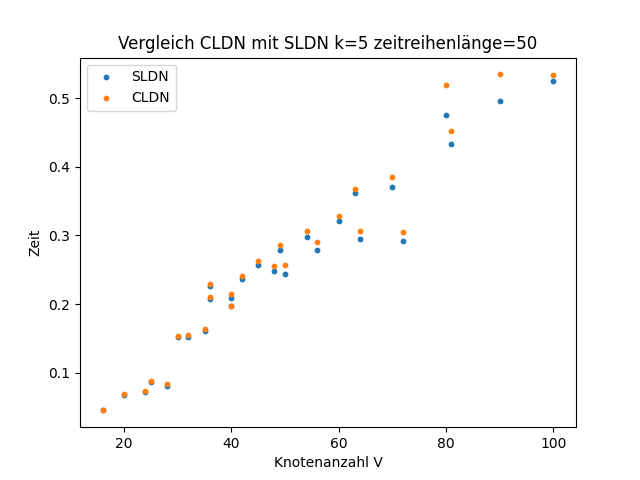 Vergleich CLDN mit SLDN k=5 zeitreihenlänge=50
SLDN
CLDN
0.5
0.4
0.3
0.2
0.1
Zeit
20 40 60 80 100
Knotenanzahl V